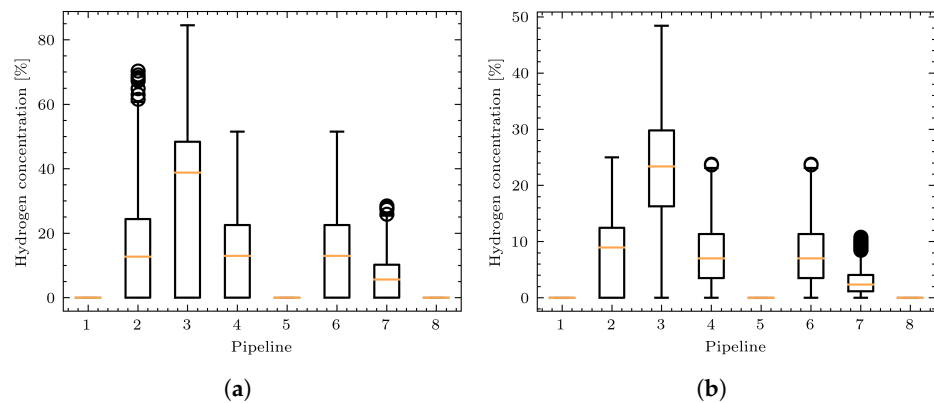 Hydrogen concentration [%]
80
60
40
20
0
1 2 3 4 5 6 7 8
Pipeline
(a)
Hydrogen concentration [%]
50
40
30
20
10
0
1 2 3 4 5 6 7 8
Pipeline
(b)